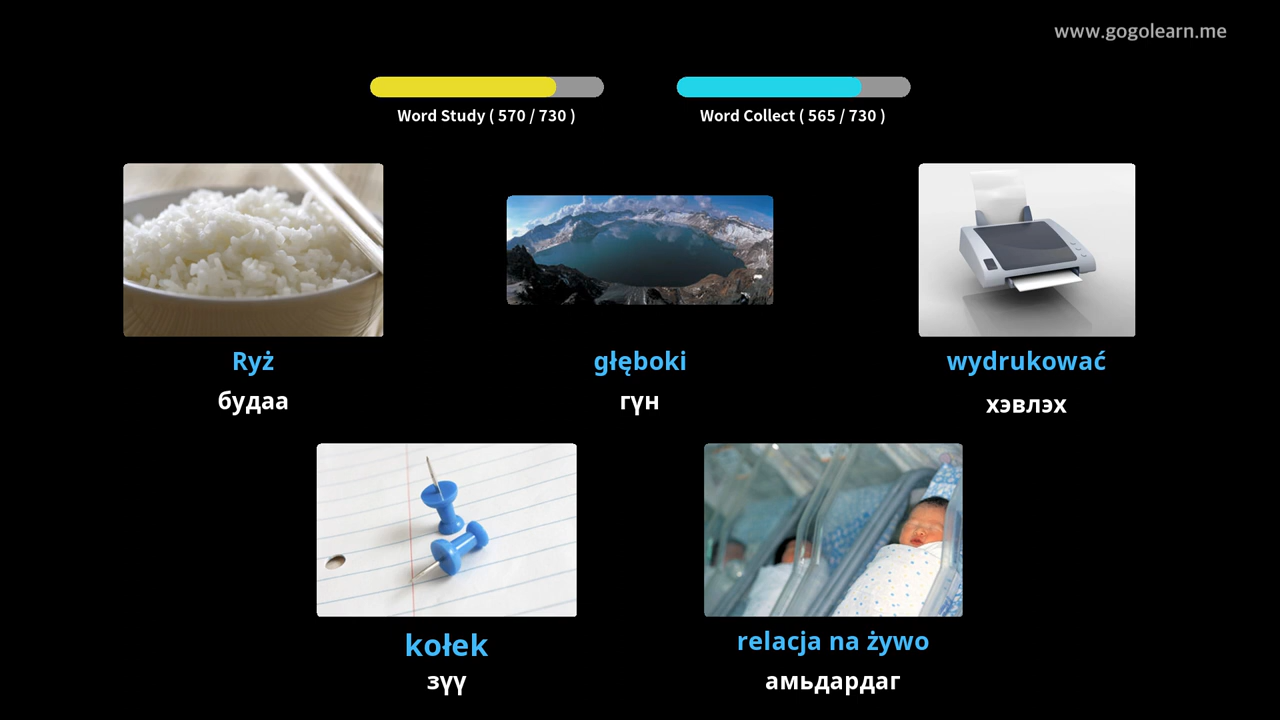 www.gogolearn.me
Word Study ( 570 / 730 )
Word Collect ( 565 / 730 )
Ryż
будаа
głęboki
гүн
wydrukować
хэвлэх
kołek
зүү
relacja na żywo
амьдардаг